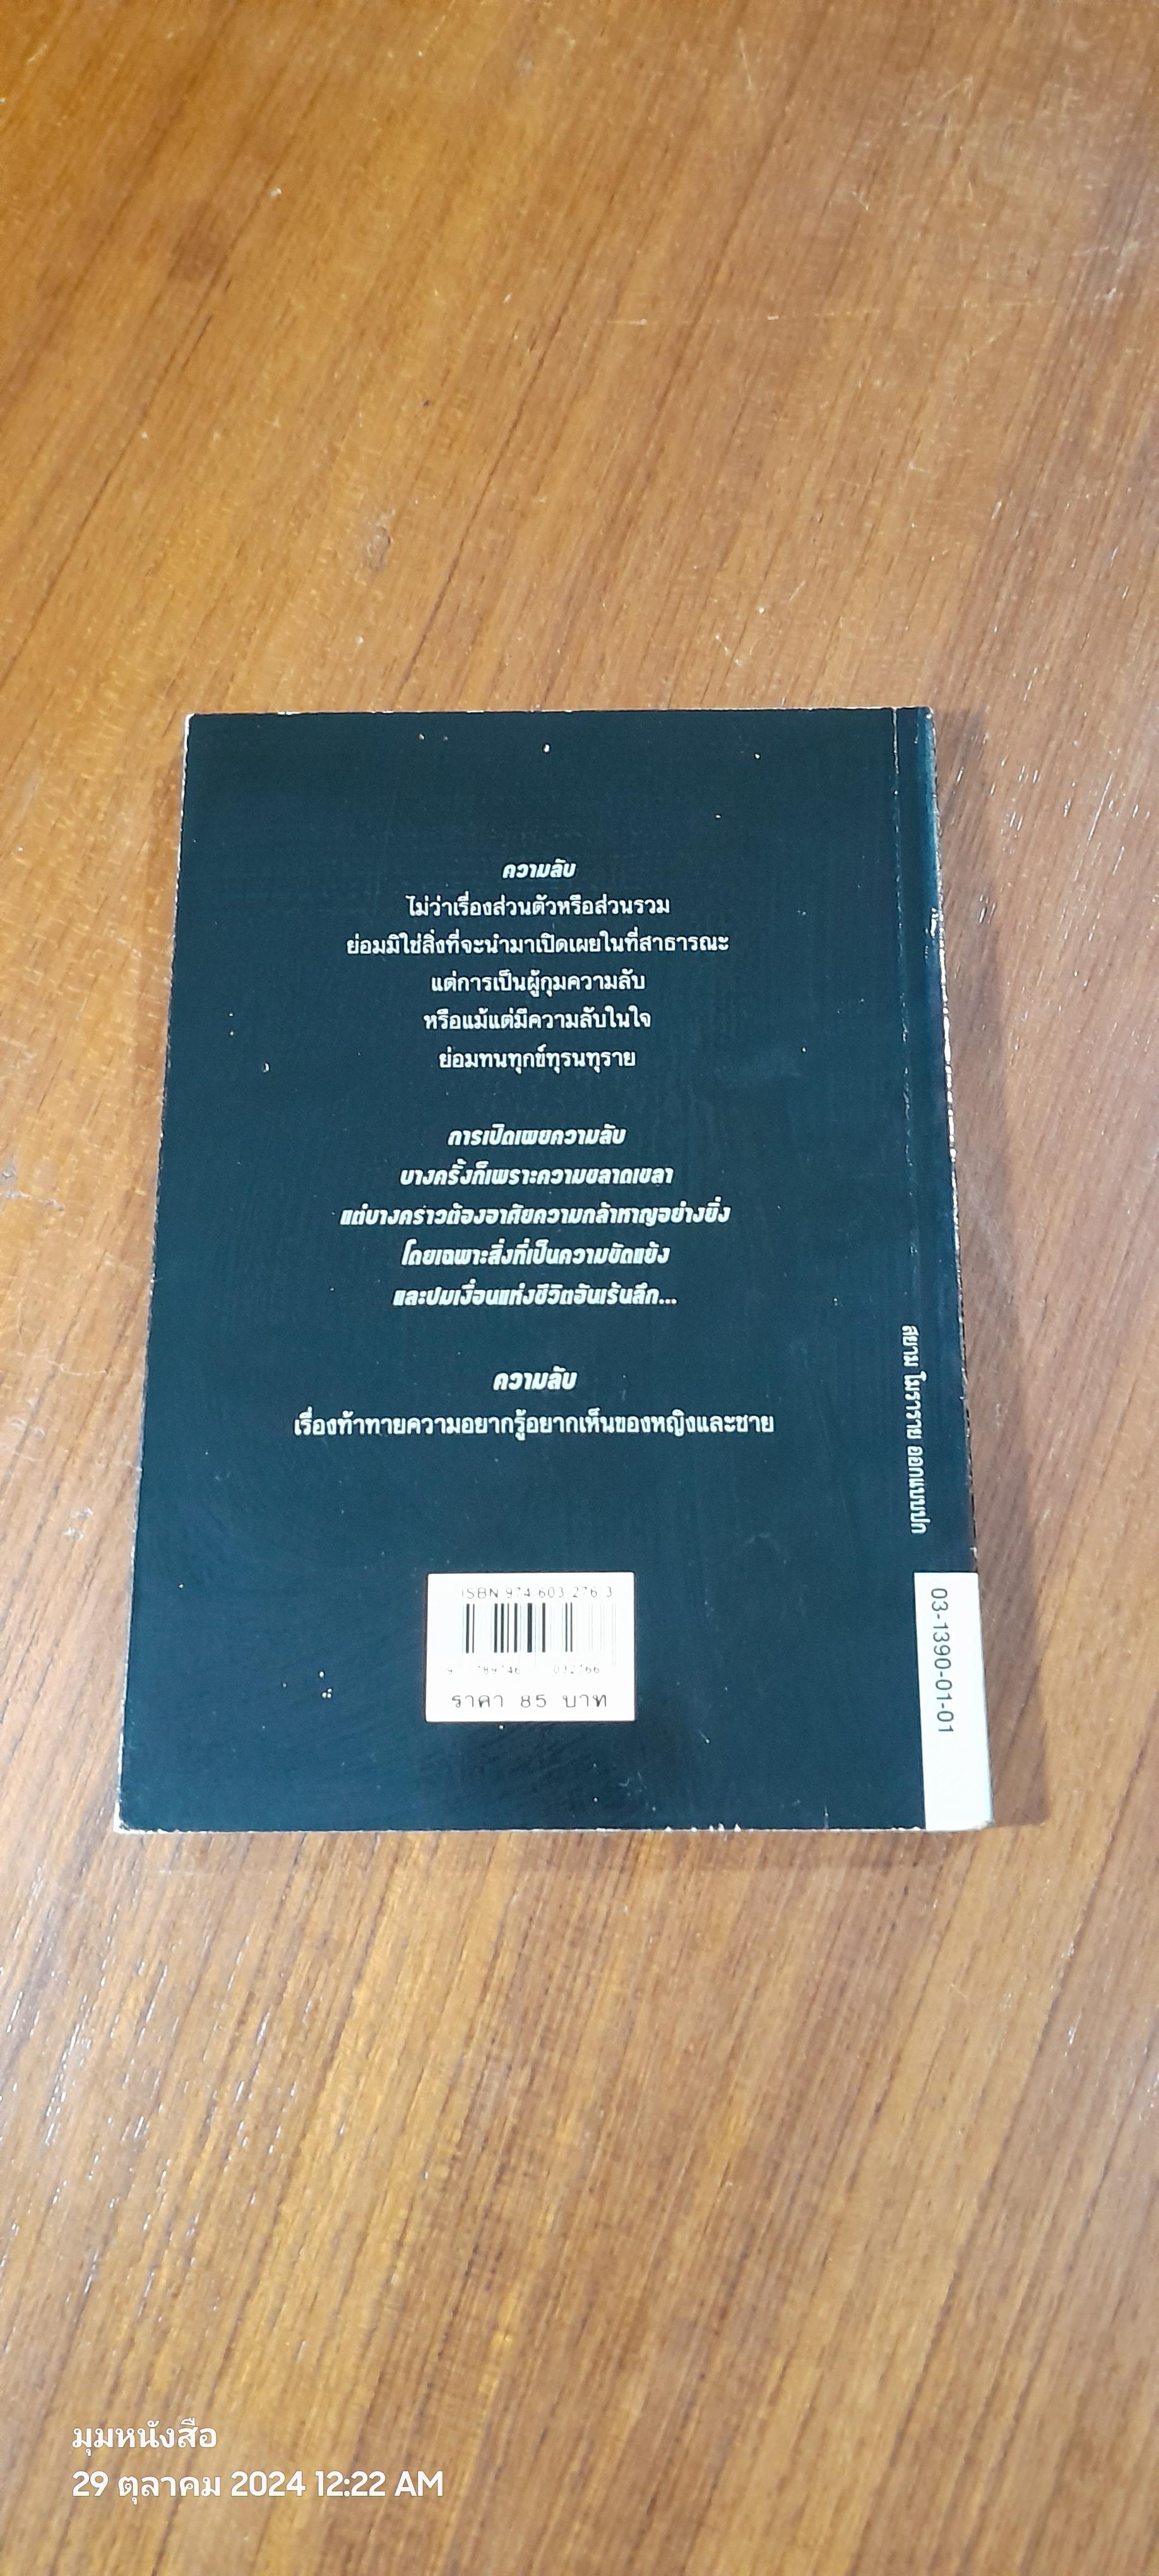 ความลับ
ไม่ว่าเรื่องส่วนตัวหรือส่วนรวม
ย่อมมิใช่สิ่งที่จะนำมาเปิดเผยในที่สาธารณะ
แต่การเป็นผู้กุมความลับ
หรือแม้แต่มีความลับในใจ
ย่อมทนทุกข์ทุรนทุราย
การเปิดเผยความลับ
บางครั้งก็เพราะความขลาดเขลา
แต่บางคราวต้องอาศัยความกล้าหาญอย่างยิ่ง
โดยเฉพาะสิ่งที่เป็นความขัดแย้ง
และปมเงื่อนแห่งชีวิตอันเร้นลึก...
ความลับ
เรื่องท้าทายความอยากรู้อยากเห็นของหญิงและชาย
สยาม โมราราย ออกแบบปก
03-1390-01-01
ISBN 974 603 276 3
9 789746 032766
ราคา 85 บาท
มุมหนังสือ
29 ตุลาคม 2024 12:22 AM